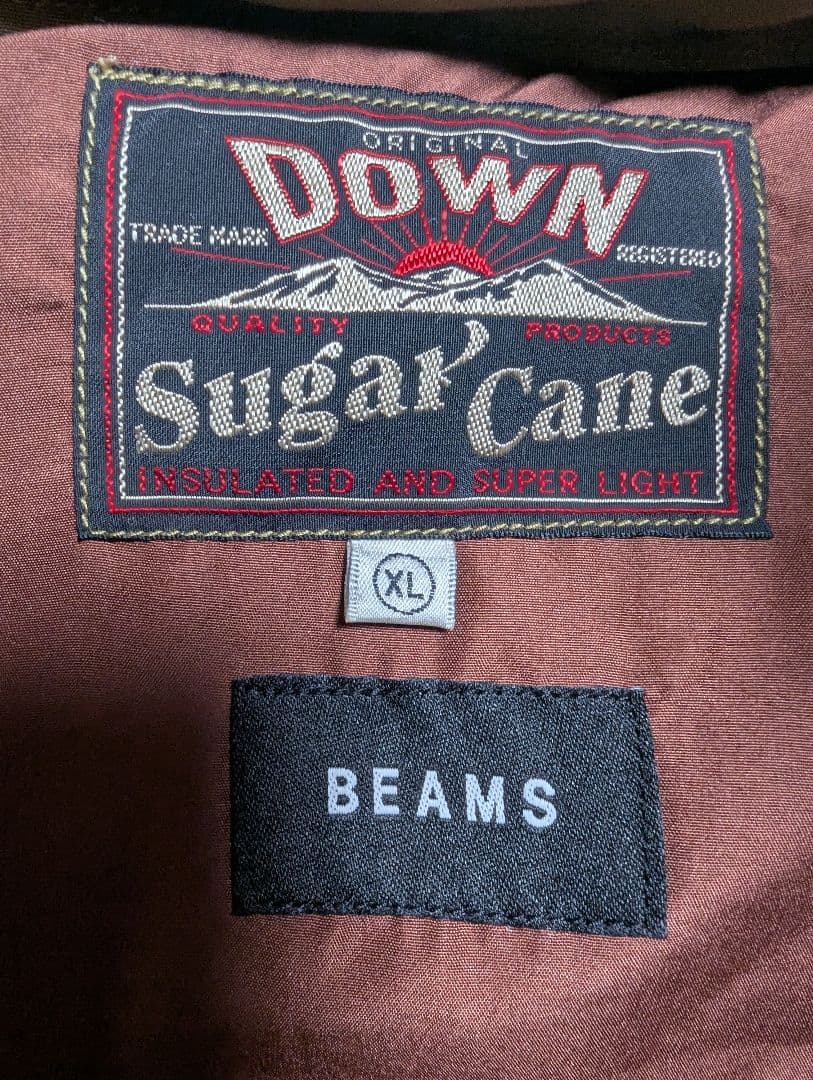 ORIGINAL
DOWN
TRADE MARK
REGISTERED
QUALITY PRODUCTS
Sugar Cane
INSULATED AND SUPER LIGHT
XL
BEAMS